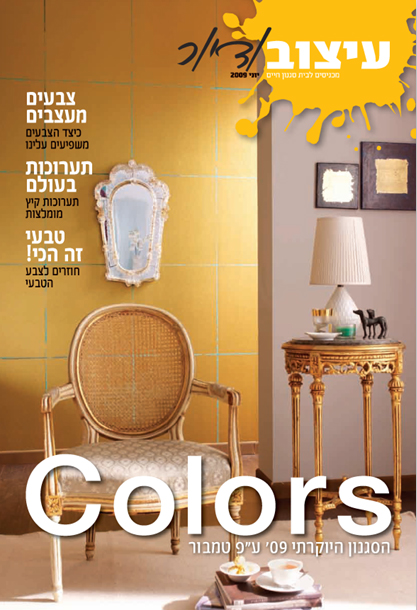 עיצוב ואדאור
מכניסים לבית סגנון חיים
יוני 2009
צבעים
מעצבים
כיצד הצבעים
משפיעים עלינו
תערוכות
בעולם
תערוכות קיץ
מומלצות
טבעי
זה הכי!
חוזרים לצבע
הטבעי
Colors
הסגנון היוקרתי 09' ע"פ טמבור